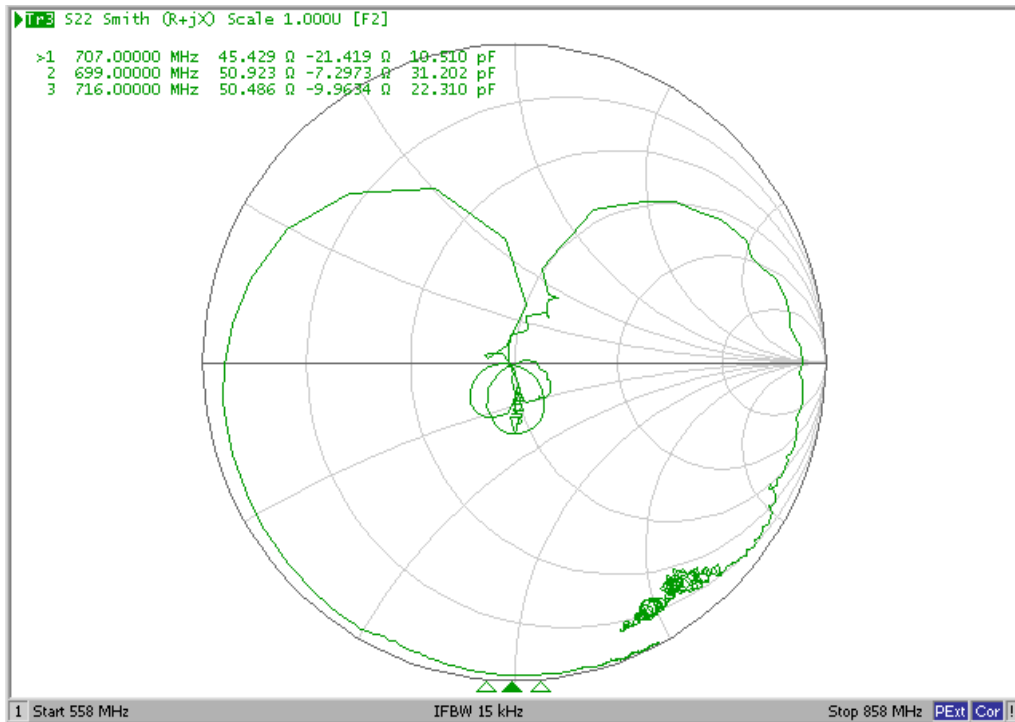 Tr3 S22 Smith (R+jX) Scale 1.000U [F2]
>1 707.00000 MHz 45.429 Ω -21.419 Ω 10.510 pF
2 699.00000 MHz 50.923 Ω -7.2973 Ω 31.202 pF
3 716.00000 MHz 50.486 Ω -9.9634 Ω 22.310 pF
1 Start 558 MHz IFBW 15 kHz Stop 858 MHz PExt Cor !